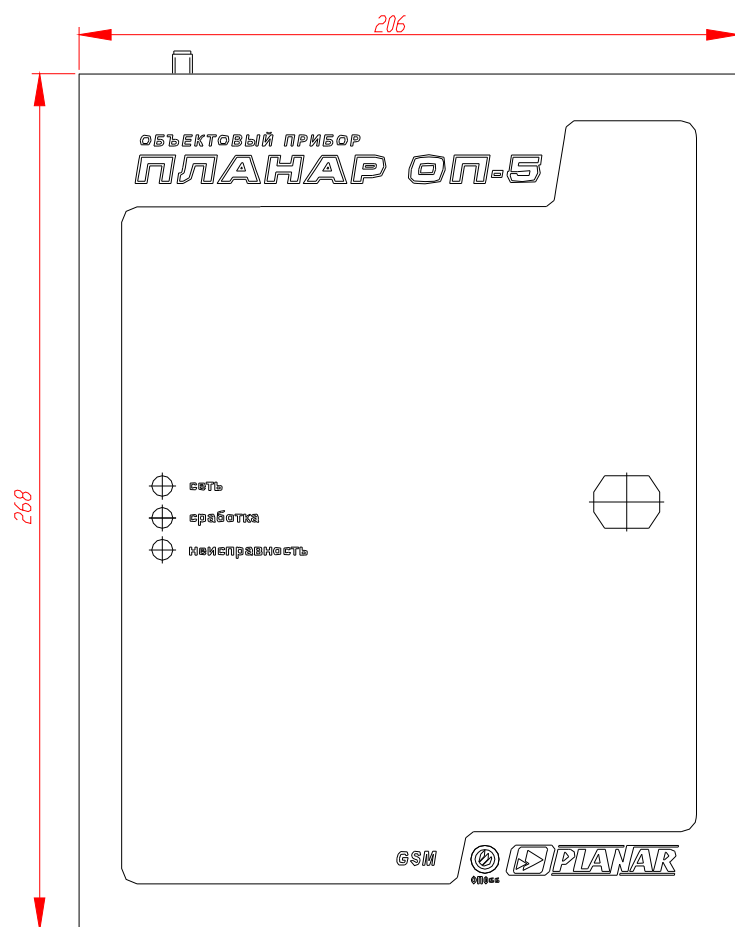 206
ОБЪЕКТОВЫЙ ПРИБОР
ПЛАНАР ОП-5
268
сеть
сработка
неисправность
GSM
PLANAR